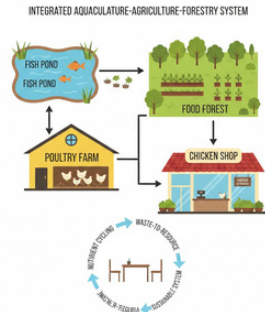 INTEGRATED AQUACULTURE-AGRICULTURE-FORESTRY SYSTEM
FISH POND
FISH POND
FOOD FOREST
POULTRY FARM
CHICKEN SHOP
NUTRIENT CYCLING
WASTE-TO-RESOURCE
SUSTAINABLE SYSTEM